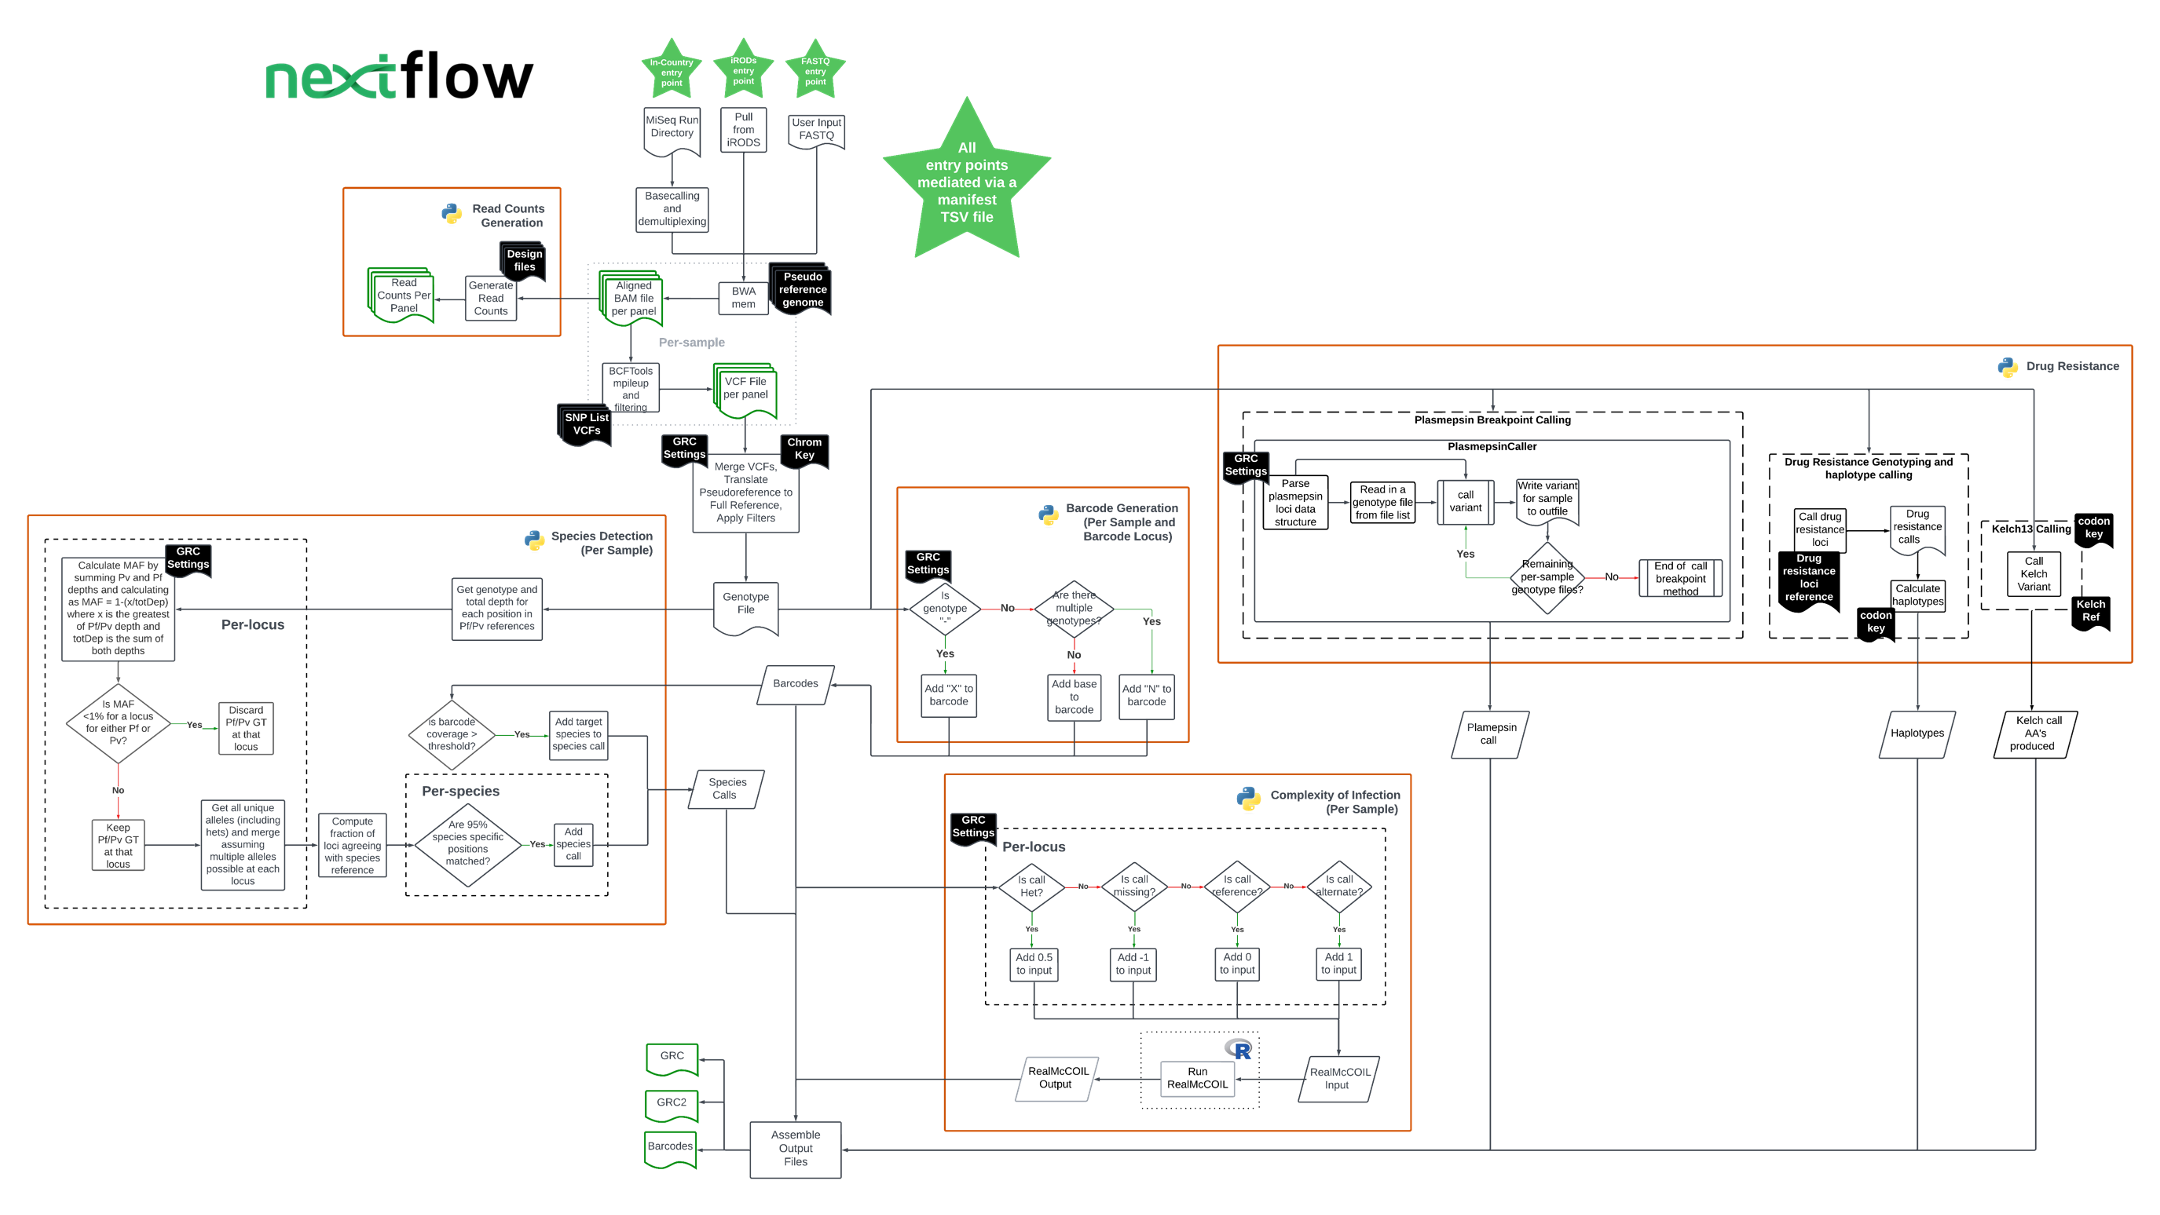 nextflow
In-Country
entry
point
iRODs
entry
point
FASTQ
entry
point
MiSeq Run
Directory
Pull
from
iRODS
User Input
FASTQ
All
entry points
mediated via a
manifest
TSV file
Basecalling
and
demultiplexing
Read Counts
Generation
Design
files
Read
Counts Per
Panel
Generate
Read
Counts
Aligned
BAM file
per panel
BWA
mem
Pseudo
reference
genome
Per-sample
BCFTools
mpileup
and
filtering
VCF File
per panel
SNP List
VCFs
GRC
Settings
Chrom
Key
Merge VCFs,
Translate
Pseudoreference to
Full Reference,
Apply Filters
Genotype
File
Species Detection
(Per Sample)
GRC
Settings
Calculate MAF by
summing Pv and Pf
depths and calculating
as MAF = 1-(x/totDep)
where x is the greatest
of Pf/Pv depth and
totDep is the sum of
both depths
Per-locus
Get genotype and
total depth for
each position in
Pf/Pv references
Is MAF
<1% for a locus
for either Pf or
Pv?
Yes
Discard
Pf/Pv GT
at that
locus
No
Keep
Pf/Pv GT
at that
locus
Get all unique
alleles (including
hets) and merge
assuming
multiple alleles
possible at each
locus
Compute
fraction of
loci agreeing
with species
reference
Is barcode
coverage >
threshold?
Yes
Add target
species to
species call
Per-species
Are 95%
species specific
positions
matched?
Yes
Add
species
call
Barcodes
Species
Calls
Barcode Generation
(Per Sample and
Barcode Locus)
GRC
Settings
Is
genotype
"-"
No
Are there
multiple
genotypes?
Yes
Yes
No
Add "X" to
barcode
Add base
to
barcode
Add "N" to
barcode
Drug Resistance
Plasmepsin Breakpoint Calling
PlasmepsinCaller
GRC
Settings
Parse
plasmepsin
loci data
structure
Read in a
genotype file
from file list
call
variant
Write variant
for sample
to outfile
Yes
Remaining
per-sample
genotype files?
No
End of call
breakpoint
method
Drug Resistance Genotyping and
haplotype calling
Call drug
resistance
loci
Drug
resistance
calls
Drug
resistance
loci
reference
Calculate
haplotypes
codon
key
Kelch13 Calling
codon
key
Call
Kelch
Variant
Kelch
Ref
Plamepsin
call
Haplotypes
Kelch call
AA's
produced
Complexity of Infection
(Per Sample)
GRC
Settings
Per-locus
Is call
Het?
No
Is call
missing?
No
Is call
reference?
No
Is call
alternate?
Yes
Yes
Yes
Yes
Add 0.5
to input
Add -1
to input
Add 0
to input
Add 1
to input
R
RealMcCOIL
Output
Run
RealMcCOIL
RealMcCOIL
Input
GRC
GRC2
Barcodes
Assemble
Output
Files